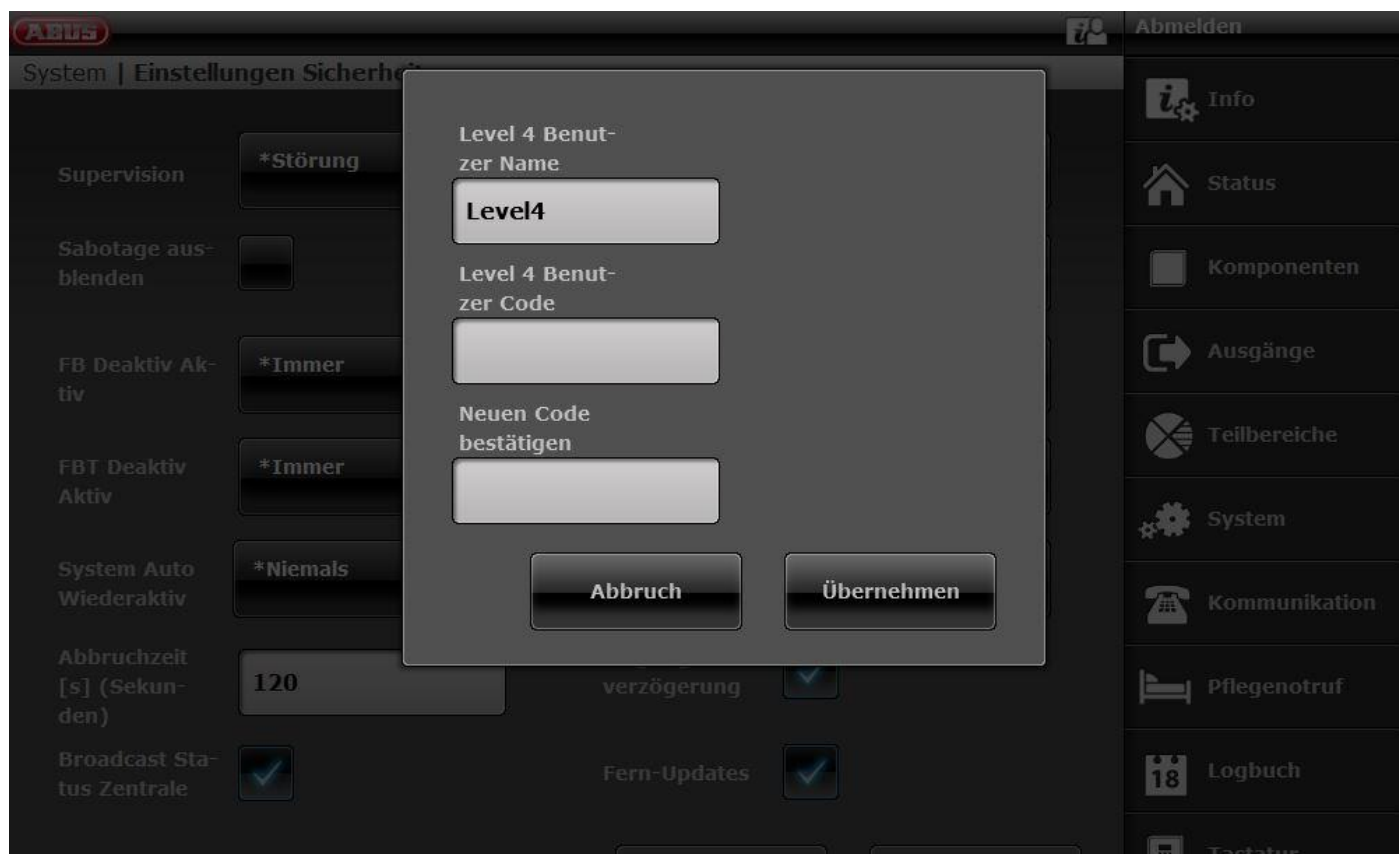 ABUS
Abmelden
System | Einstellungen Sicherheit
Supervision
*Störung
Sabotage aus-
blenden
FB Deaktiv Ak-
tiv
*Immer
FBT Deaktiv
Aktiv
*Immer
System Auto
Wiederaktiv
*Niemals
Abbruchzeit
[s] (Sekun-
den)
120
verzögerung
Broadcast Sta-
tus Zentrale
Fern-Updates
Level 4 Benut-
zer Name
Level4
Level 4 Benut-
zer Code
Neuen Code
bestätigen
Abbruch
Übernehmen
Info
Status
Komponenten
Ausgänge
Teilbereiche
System
Kommunikation
Pflegenotruf
18
Logbuch
Tastatur